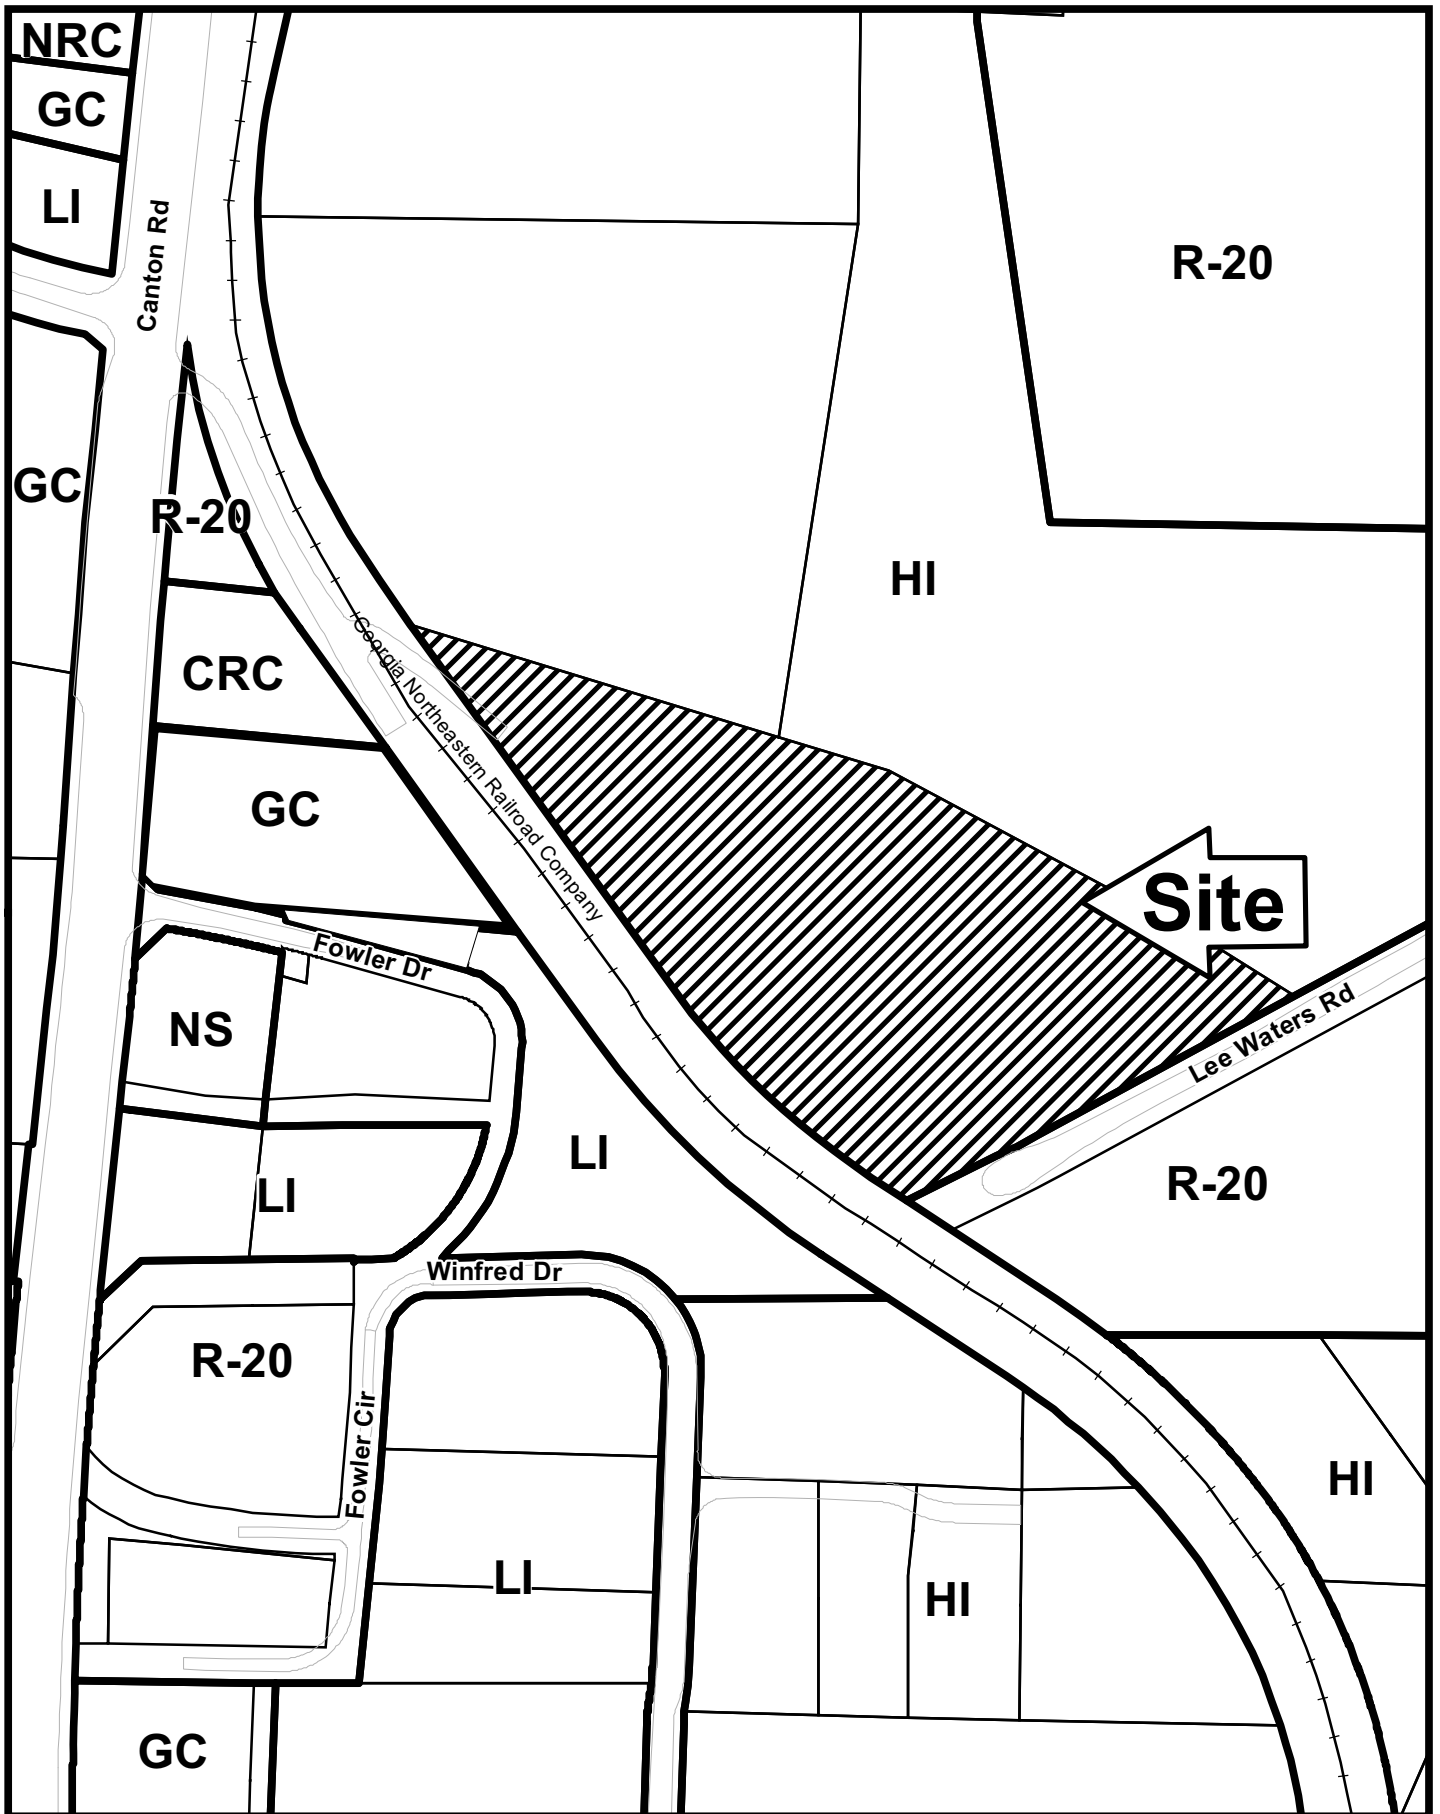 NRC
GC
LI
Canton Rd
R-20
GC
R-20
HI
Georgia Northeastern Railroad Company
CRC
GC
Site
Fowler Dr
NS
Lee Waters Rd
LI
R-20
LI
Winfred Dr
R-20
Fowler Cir
HI
LI
HI
GC